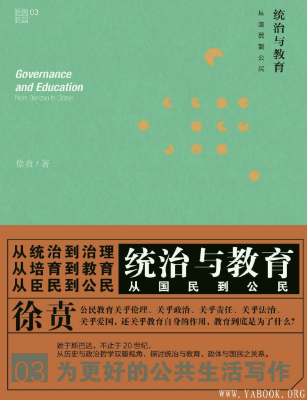 03
Governance
and Education
From Denizen to Citizen
统治与教育
从国民到公民
徐贲/著
从统治到治理
从培育到教育
从臣民到公民
统治与教育
从国民到公民
徐贲
公民教育关乎伦理、关乎政治、关乎责任、关乎法治、
关乎爱国，还关乎教育自身的作用。教育到底是为了什么？
始于斯巴达，不止于20世纪，
从历史与政治哲学双重视角，探讨统治与教育、政体与国民之关系。
03 为更好的公共生活写作
WWW.YABOOK.ORG